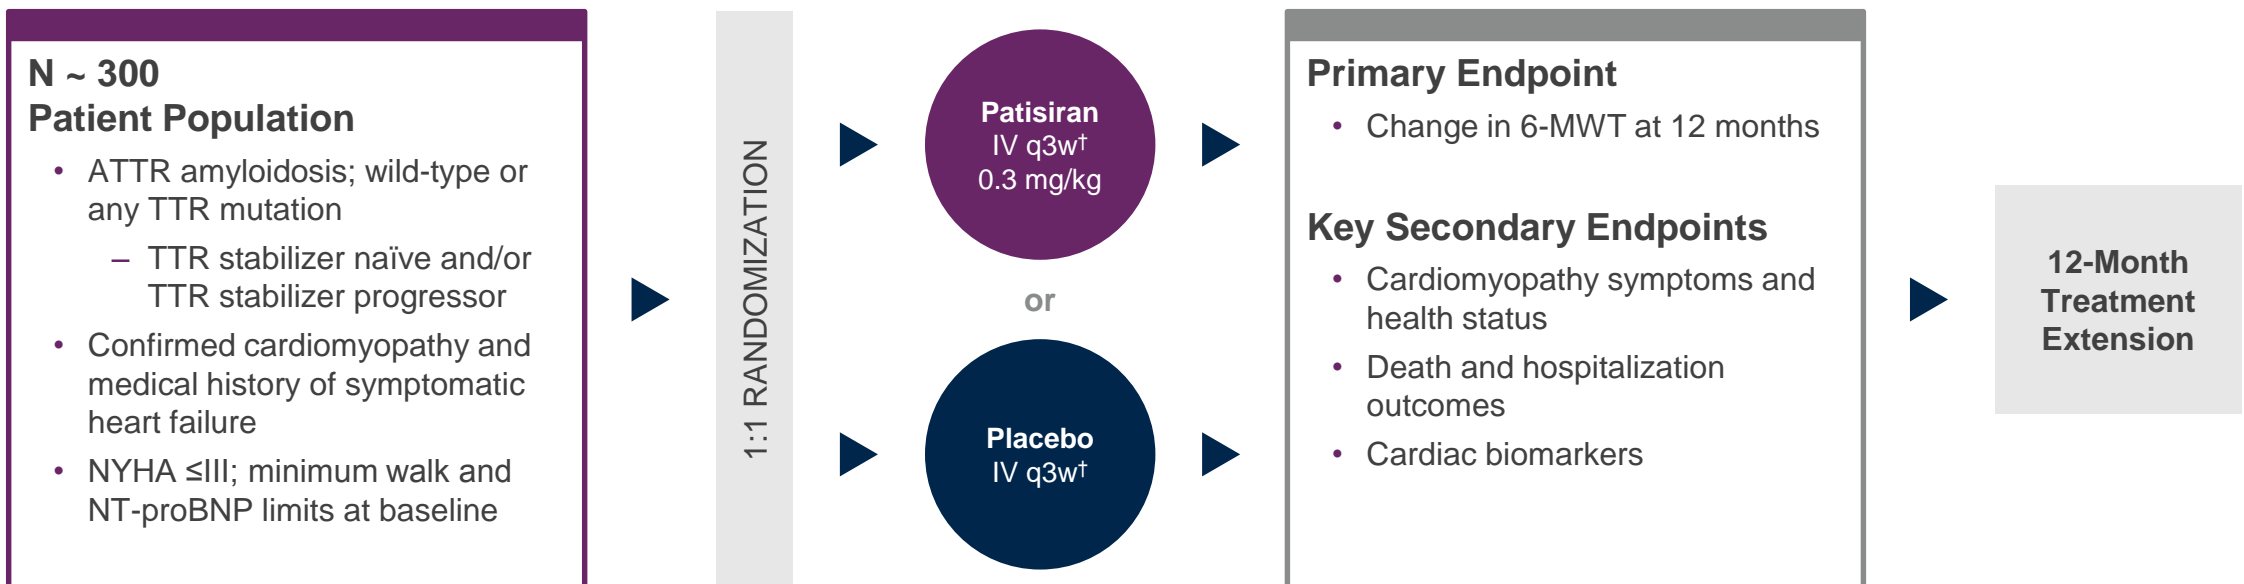 N ~ 300
Patient Population
• ATTR amyloidosis; wild-type or
any TTR mutation
– TTR stabilizer naïve and/or
TTR stabilizer progressor
• Confirmed cardiomyopathy and
medical history of symptomatic
heart failure
• NYHA ≤III; minimum walk and
NT-proBNP limits at baseline
1:1 RANDOMIZATION
Patisiran
IV q3w†
0.3 mg/kg
or
Placebo
IV q3w†
Primary Endpoint
• Change in 6-MWT at 12 months
Key Secondary Endpoints
• Cardiomyopathy symptoms and
health status
• Death and hospitalization
outcomes
• Cardiac biomarkers
12-Month
Treatment
Extension